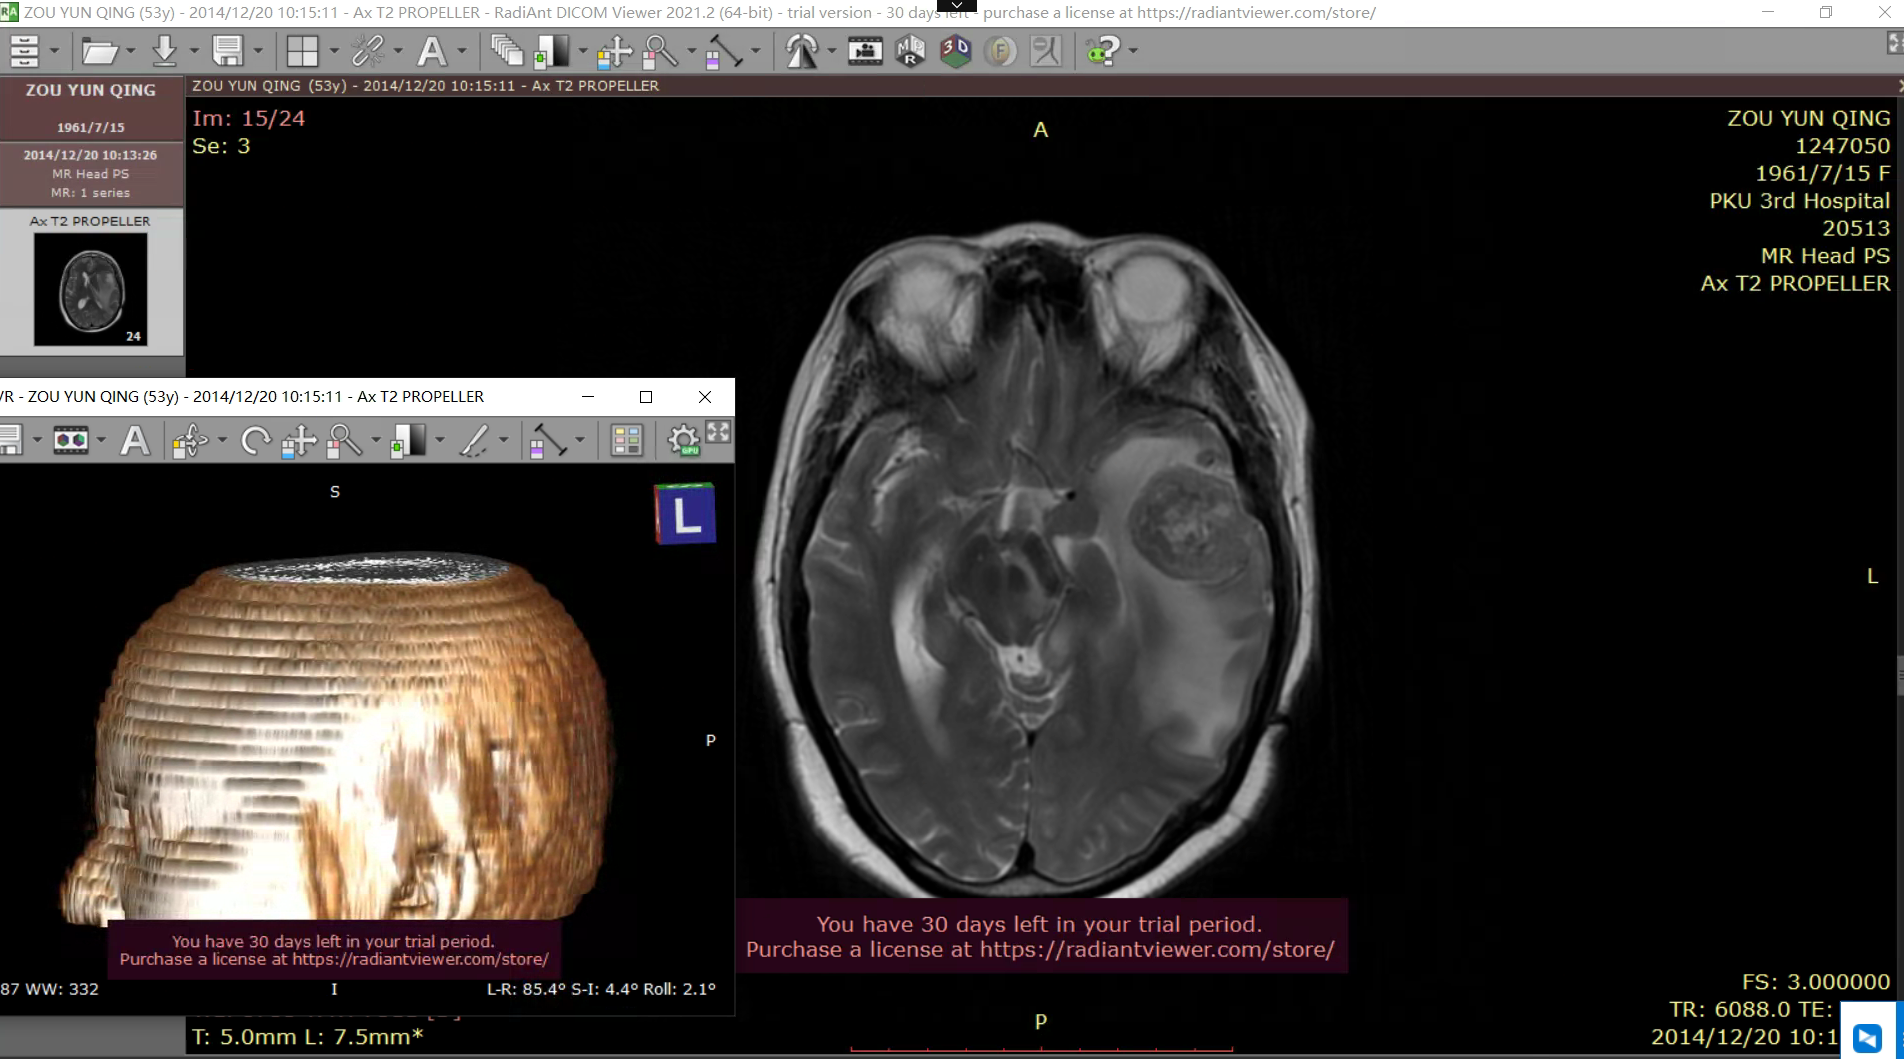 ZOU YUN QING (53y) - 2014/12/20 10:15:11 - Ax T2 PROPELLER - RadiAnt DICOM Viewer 2021.2 (64-bit) - trial version - 30 days left - purchase a license at https://radiantviewer.com/store/
ZOU YUN QING
1961/7/15
2014/12/20 10:13:26
MR Head PS
MR: 1 series
Ax T2 PROPELLER
24
ZOU YUN QING (53y) - 2014/12/20 10:15:11 - Ax T2 PROPELLER
Im: 15/24
Se: 3
A
ZOU YUN QING
1247050
1961/7/15 F
PKU 3rd Hospital
20513
MR Head PS
Ax T2 PROPELLER
L
VR - ZOU YUN QING (53y) - 2014/12/20 10:15:11 - Ax T2 PROPELLER
S
L
P
You have 30 days left in your trial period.
Purchase a license at https://radiantviewer.com/store/
87 WW: 332
I
L-R: 85.4° S-I: 4.4° Roll: 2.1°
You have 30 days left in your trial period.
Purchase a license at https://radiantviewer.com/store/
T: 5.0mm L: 7.5mm*
P
FS: 3.000000
TR: 6088.0 TE:
2014/12/20 10:1